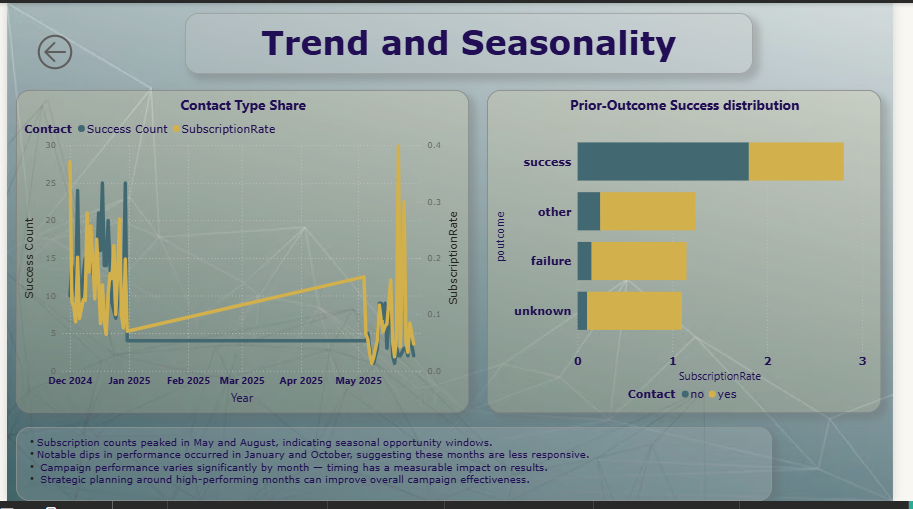 Trend and Seasonality
Contact Type Share
Contact Success Count SubscriptionRate
30
25
20
15
10
5
0
Success Count
0.4
0.3
0.2
0.1
0.0
SubscriptionRate
Dec 2024 Jan 2025 Feb 2025 Mar 2025 Apr 2025 May 2025
Year
Prior-Outcome Success distribution
poutcome
success
other
failure
unknown
0 1 2 3
SubscriptionRate
Contact no yes
• Subscription counts peaked in May and August, indicating seasonal opportunity windows.
• Notable dips in performance occurred in January and October, suggesting these months are less responsive.
• Campaign performance varies significantly by month — timing has a measurable impact on results.
• Strategic planning around high-performing months can improve overall campaign effectiveness.